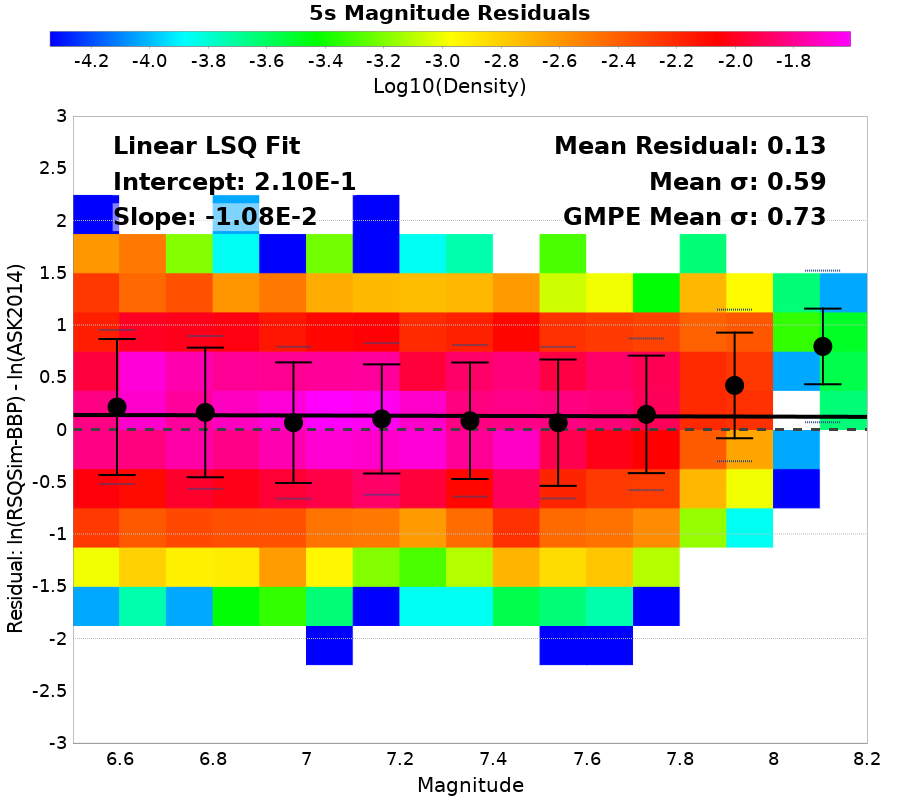 5s Magnitude Residuals
-4.2 -4.0 -3.8 -3.6 -3.4 -3.2 -3.0 -2.8 -2.6 -2.4 -2.2 -2.0 -1.8
Log10(Density)
Linear LSQ Fit
Intercept: 2.10E-1
Slope: -1.08E-2
Mean Residual: 0.13
Mean σ: 0.59
GMPE Mean σ: 0.73
Residual: ln(RSQSim-BBP) - ln(ASK2014)
3
2.5
2
1.5
1
0.5
0
-0.5
-1
-1.5
-2
-2.5
-3
6.6 6.8 7 7.2 7.4 7.6 7.8 8 8.2
Magnitude